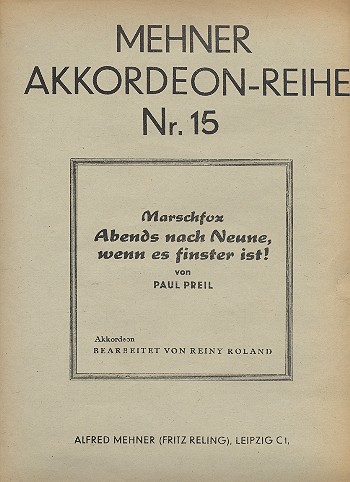 MEHNER
AKKORDEON-REIHE
Nr. 15
Marschfox
Abends nach Neune,
wenn es finster ist!
von
PAUL PREIL
Akkordeon
BEARBEITET VON REINY ROLAND
ALFRED MEHNER (FRITZ RELING), LEIPZIG C 1,